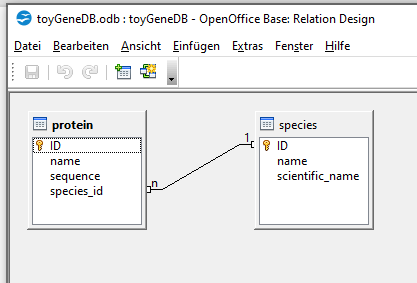 toyGeneDB.odb : toyGeneDB - OpenOffice Base: Relation Design
Datei Bearbeiten Ansicht Einfügen Extras Fenster Hilfe
protein
ID
name
sequence
species_id
n
1
species
ID
name
scientific_name